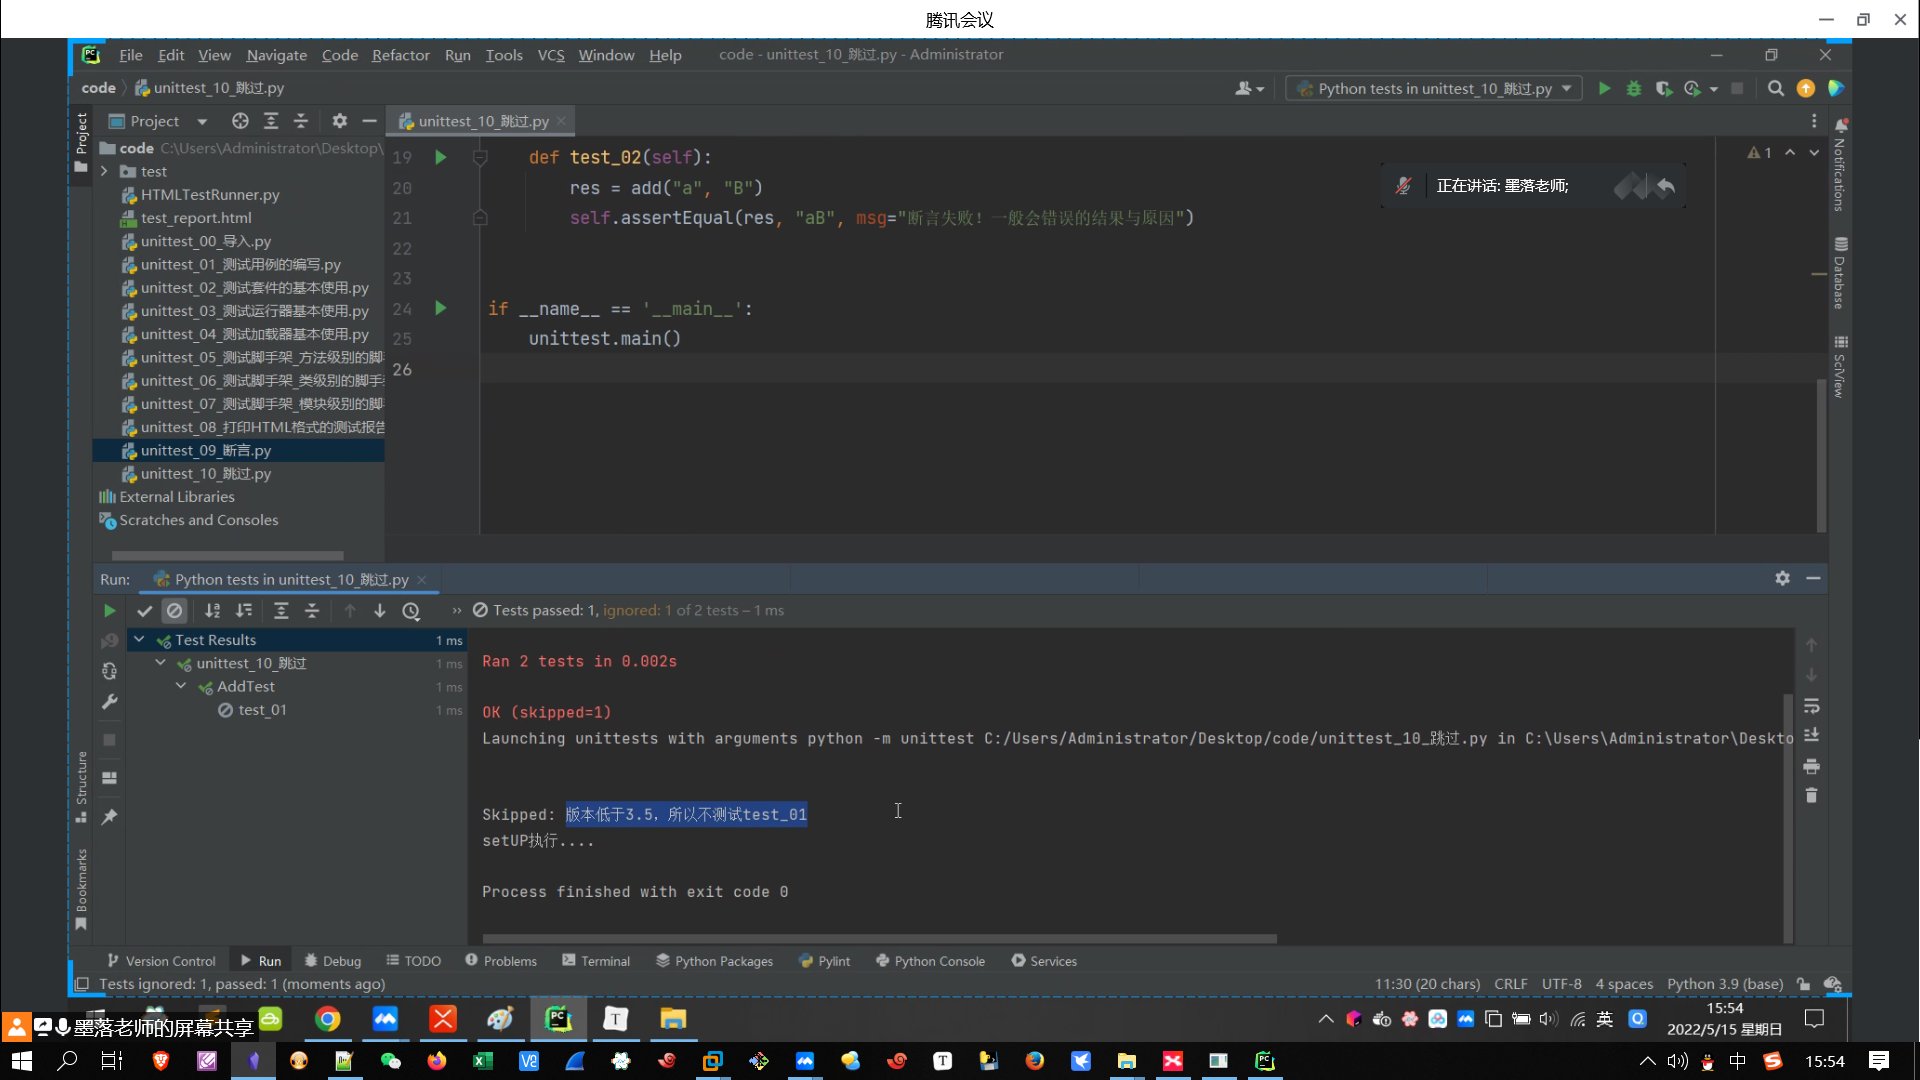 腾讯会议
File Edit View Navigate Code Refactor Run Tools VCS Window Help code - unittest_10_跳过.py - Administrator
code unittest_10_跳过.py
Python tests in unittest_10_跳过.py
Project
Project
unittest_10_跳过.py
code C:\Users\Administrator\Desktop\
test
HTMLTestRunner.py
test_report.html
unittest_00_导入.py
unittest_01_测试用例的编写.py
unittest_02_测试套件的基本使用.py
unittest_03_测试运行器基本使用.py
unittest_04_测试加载器基本使用.py
unittest_05_测试脚手架_方法级别的脚
unittest_06_测试脚手架_类级别的脚手
unittest_07_测试脚手架_模块级别的脚
unittest_08_打印HTML格式的测试报告
unittest_09_断言.py
unittest_10_跳过.py
External Libraries
Scratches and Consoles
19 def test_02(self):
20 res = add("a", "B")
21 self.assertEqual(res, "aB", msg="断言失败！一般会错误的结果与原因")
22
23
24 if __name__ == '__main__':
25 unittest.main()
26
1
正在讲话: 墨落老师;
Notifications
Database
SciView
Run: Python tests in unittest_10_跳过.py
Tests passed: 1, ignored: 1 of 2 tests – 1 ms
Test Results 1 ms
unittest_10_跳过 1 ms
AddTest 1 ms
test_01 1 ms
Ran 2 tests in 0.002s
OK (skipped=1)
Launching unittests with arguments python -m unittest C:/Users/Administrator/Desktop/code/unittest_10_跳过.py in C:\Users\Administrator\Deskto
Skipped: 版本低于3.5，所以不测试test_01
setUP执行....
Process finished with exit code 0
Structure
Bookmarks
Version Control Run Debug TODO Problems Terminal Python Packages Pylint Python Console Services
Tests ignored: 1, passed: 1 (moments ago)
11:30 (20 chars) CRLF UTF-8 4 spaces Python 3.9 (base)
墨落老师的屏幕共享
英
15:54
2022/5/15 星期日
中
15:54